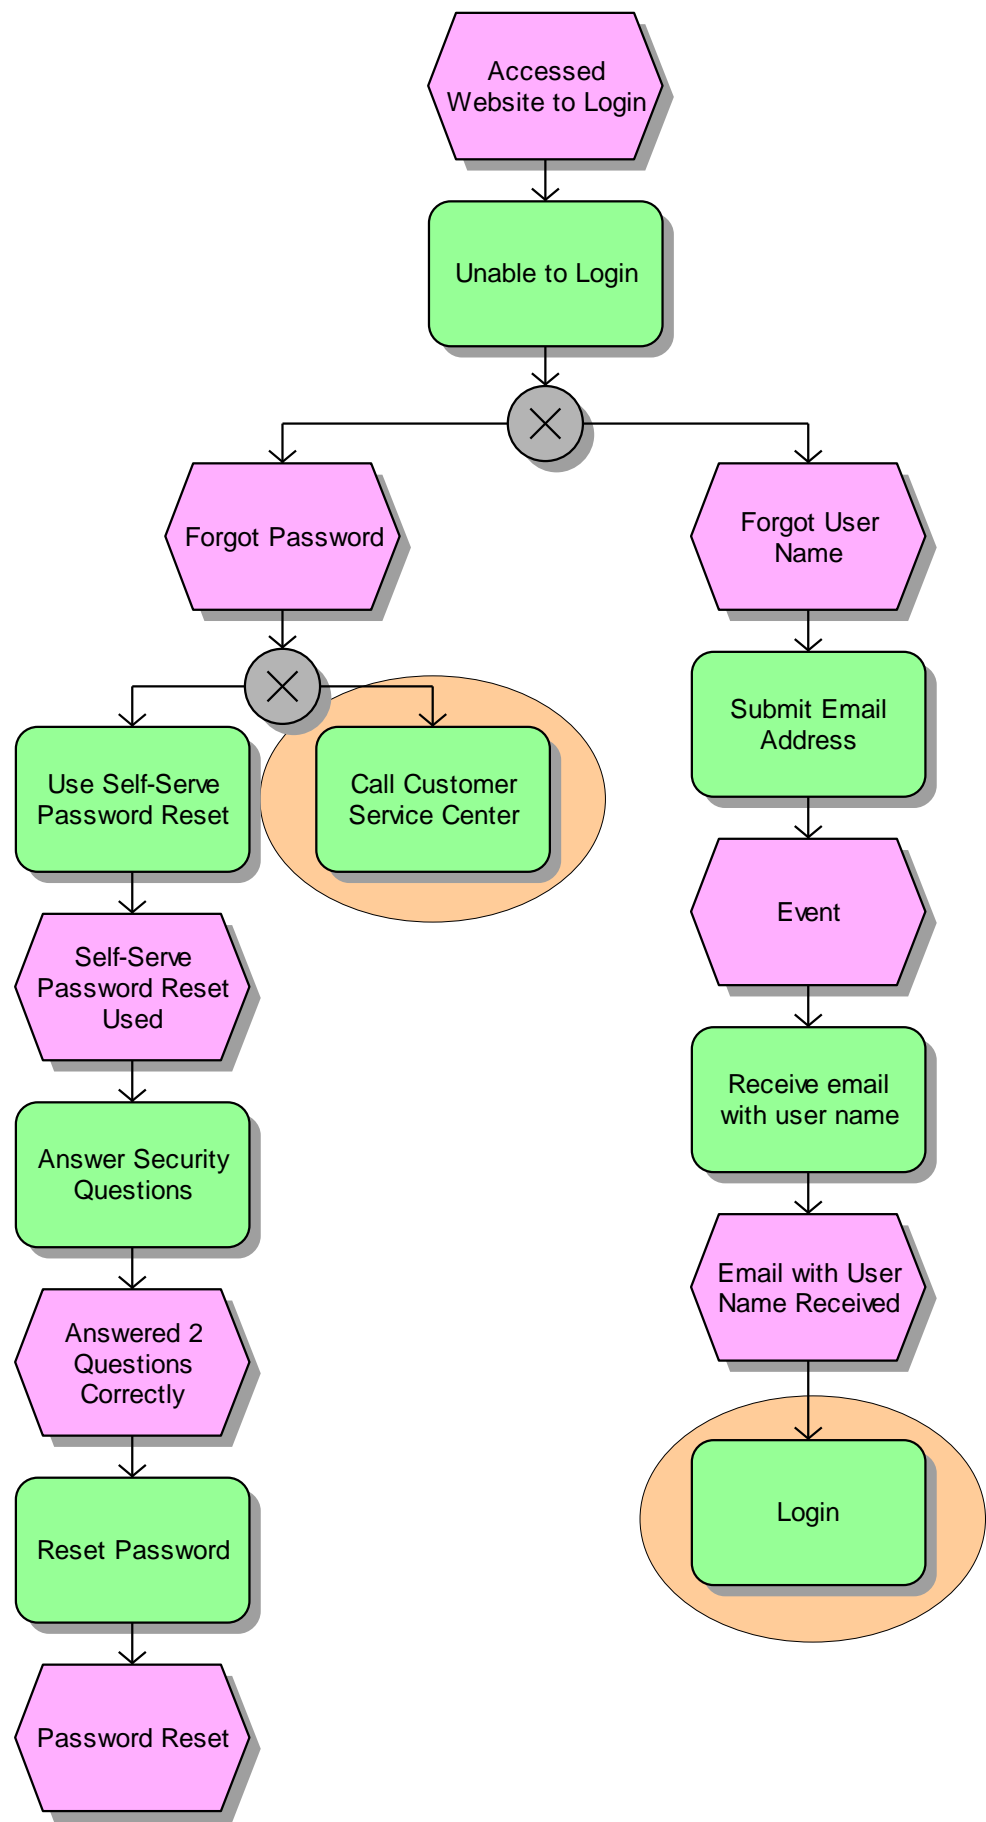 Accessed
Website to Login
Unable to Login
Forgot Password
Forgot User
Name
Submit Email
Address
Use Self-Serve
Password Reset
Call Customer
Service Center
Event
Self-Serve
Password Reset
Used
Receive email
with user name
Answer Security
Questions
Email with User
Name Received
Answered 2
Questions
Correctly
Login
Reset Password
Password Reset